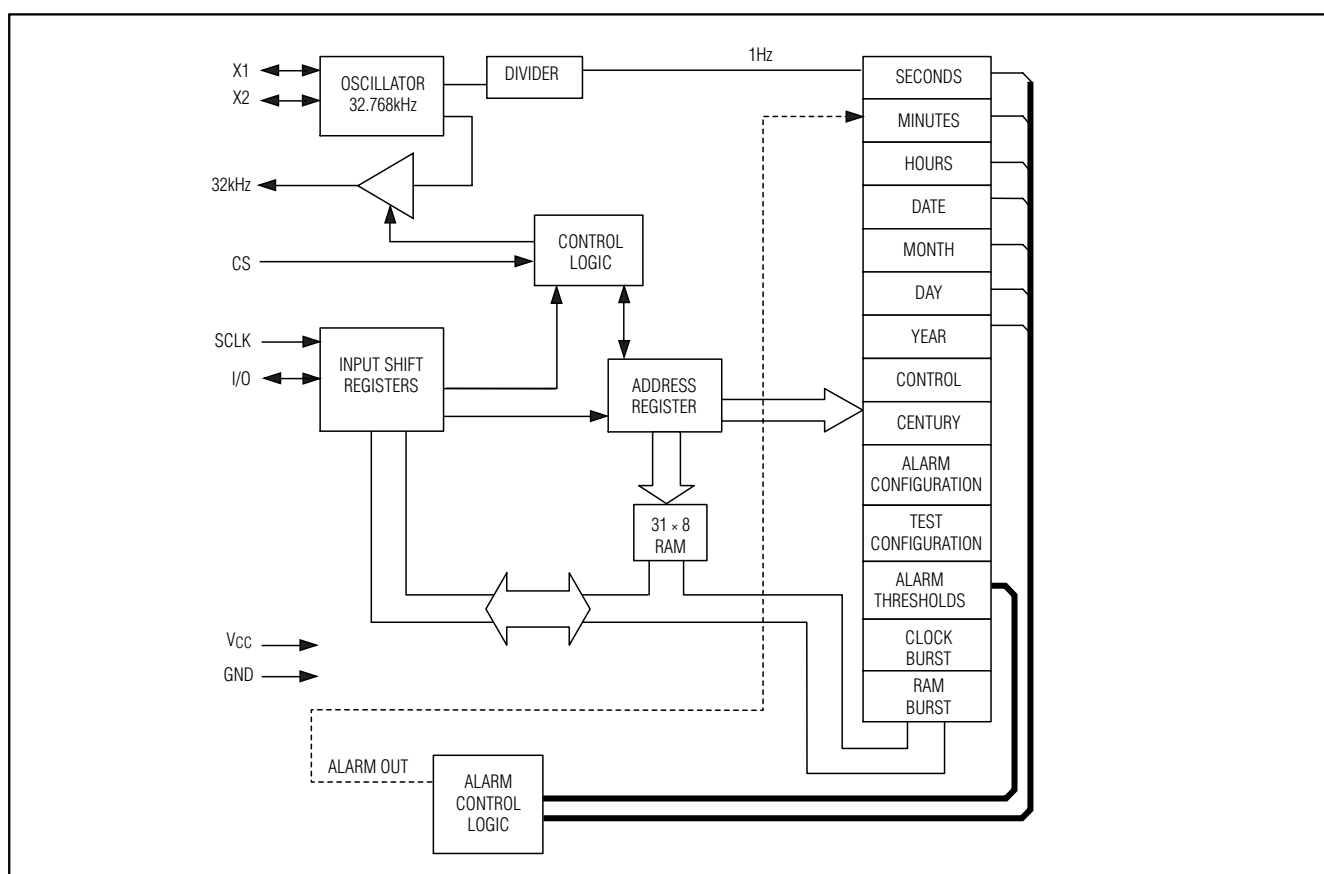 X1
X2
OSCILLATOR
32.768kHz
DIVIDER
1Hz
32kHz
CS
CONTROL
LOGIC
SCLK
I/O
INPUT SHIFT
REGISTERS
ADDRESS
REGISTER
31 × 8
RAM
VCC
GND
ALARM OUT
ALARM
CONTROL
LOGIC
SECONDS
MINUTES
HOURS
DATE
MONTH
DAY
YEAR
CONTROL
CENTURY
ALARM
CONFIGURATION
TEST
CONFIGURATION
ALARM
THRESHOLDS
CLOCK
BURST
RAM
BURST